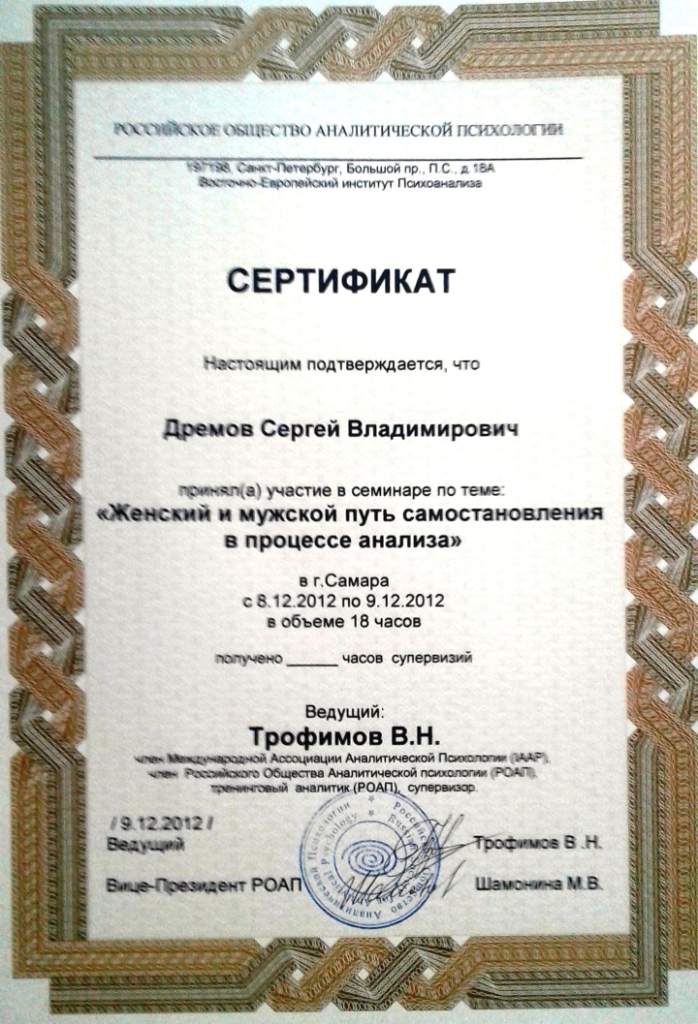 РОССИЙСКОЕ ОБЩЕСТВО АНАЛИТИЧЕСКОЙ ПСИХОЛОГИИ
197198, Санкт-Петербург, Большой пр., П.С., д.18А
Восточно-Европейский институт Психоанализа
СЕРТИФИКАТ
Настоящим подтверждается, что
Дремов Сергей Владимирович
принял(а) участие в семинаре по теме:
«Женский и мужской путь самостановления
в процессе анализа»
в г.Самара
с 8.12.2012 по 9.12.2012
в объеме 18 часов
получено ______ часов супервизий
Ведущий:
Трофимов В.Н.
член Международной Ассоциации Аналитической Психологии (IAAP),
член Российского Общества Аналитической психологии (РОАП),
тренинговый аналитик (РОАП), супервизор.
/ 9.12.2012 /
Ведущий
Трофимов В .Н.
Вице-Президент РОАП
Шамонина М.В.